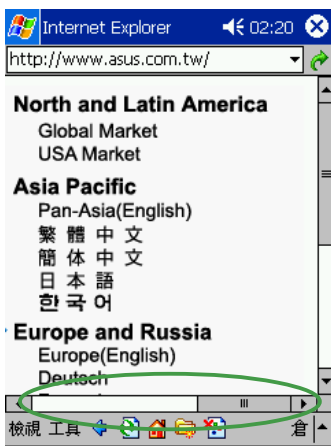 Internet Explorer 02:20
http://www.asus.com.tw/
North and Latin America
Global Market
USA Market
Asia Pacific
Pan-Asia(English)
繁 體 中 文
簡 体 中 文
日 本 語
한 국 어
Europe and Russia
Europe(English)
Deutsch
檢視 工具 倉